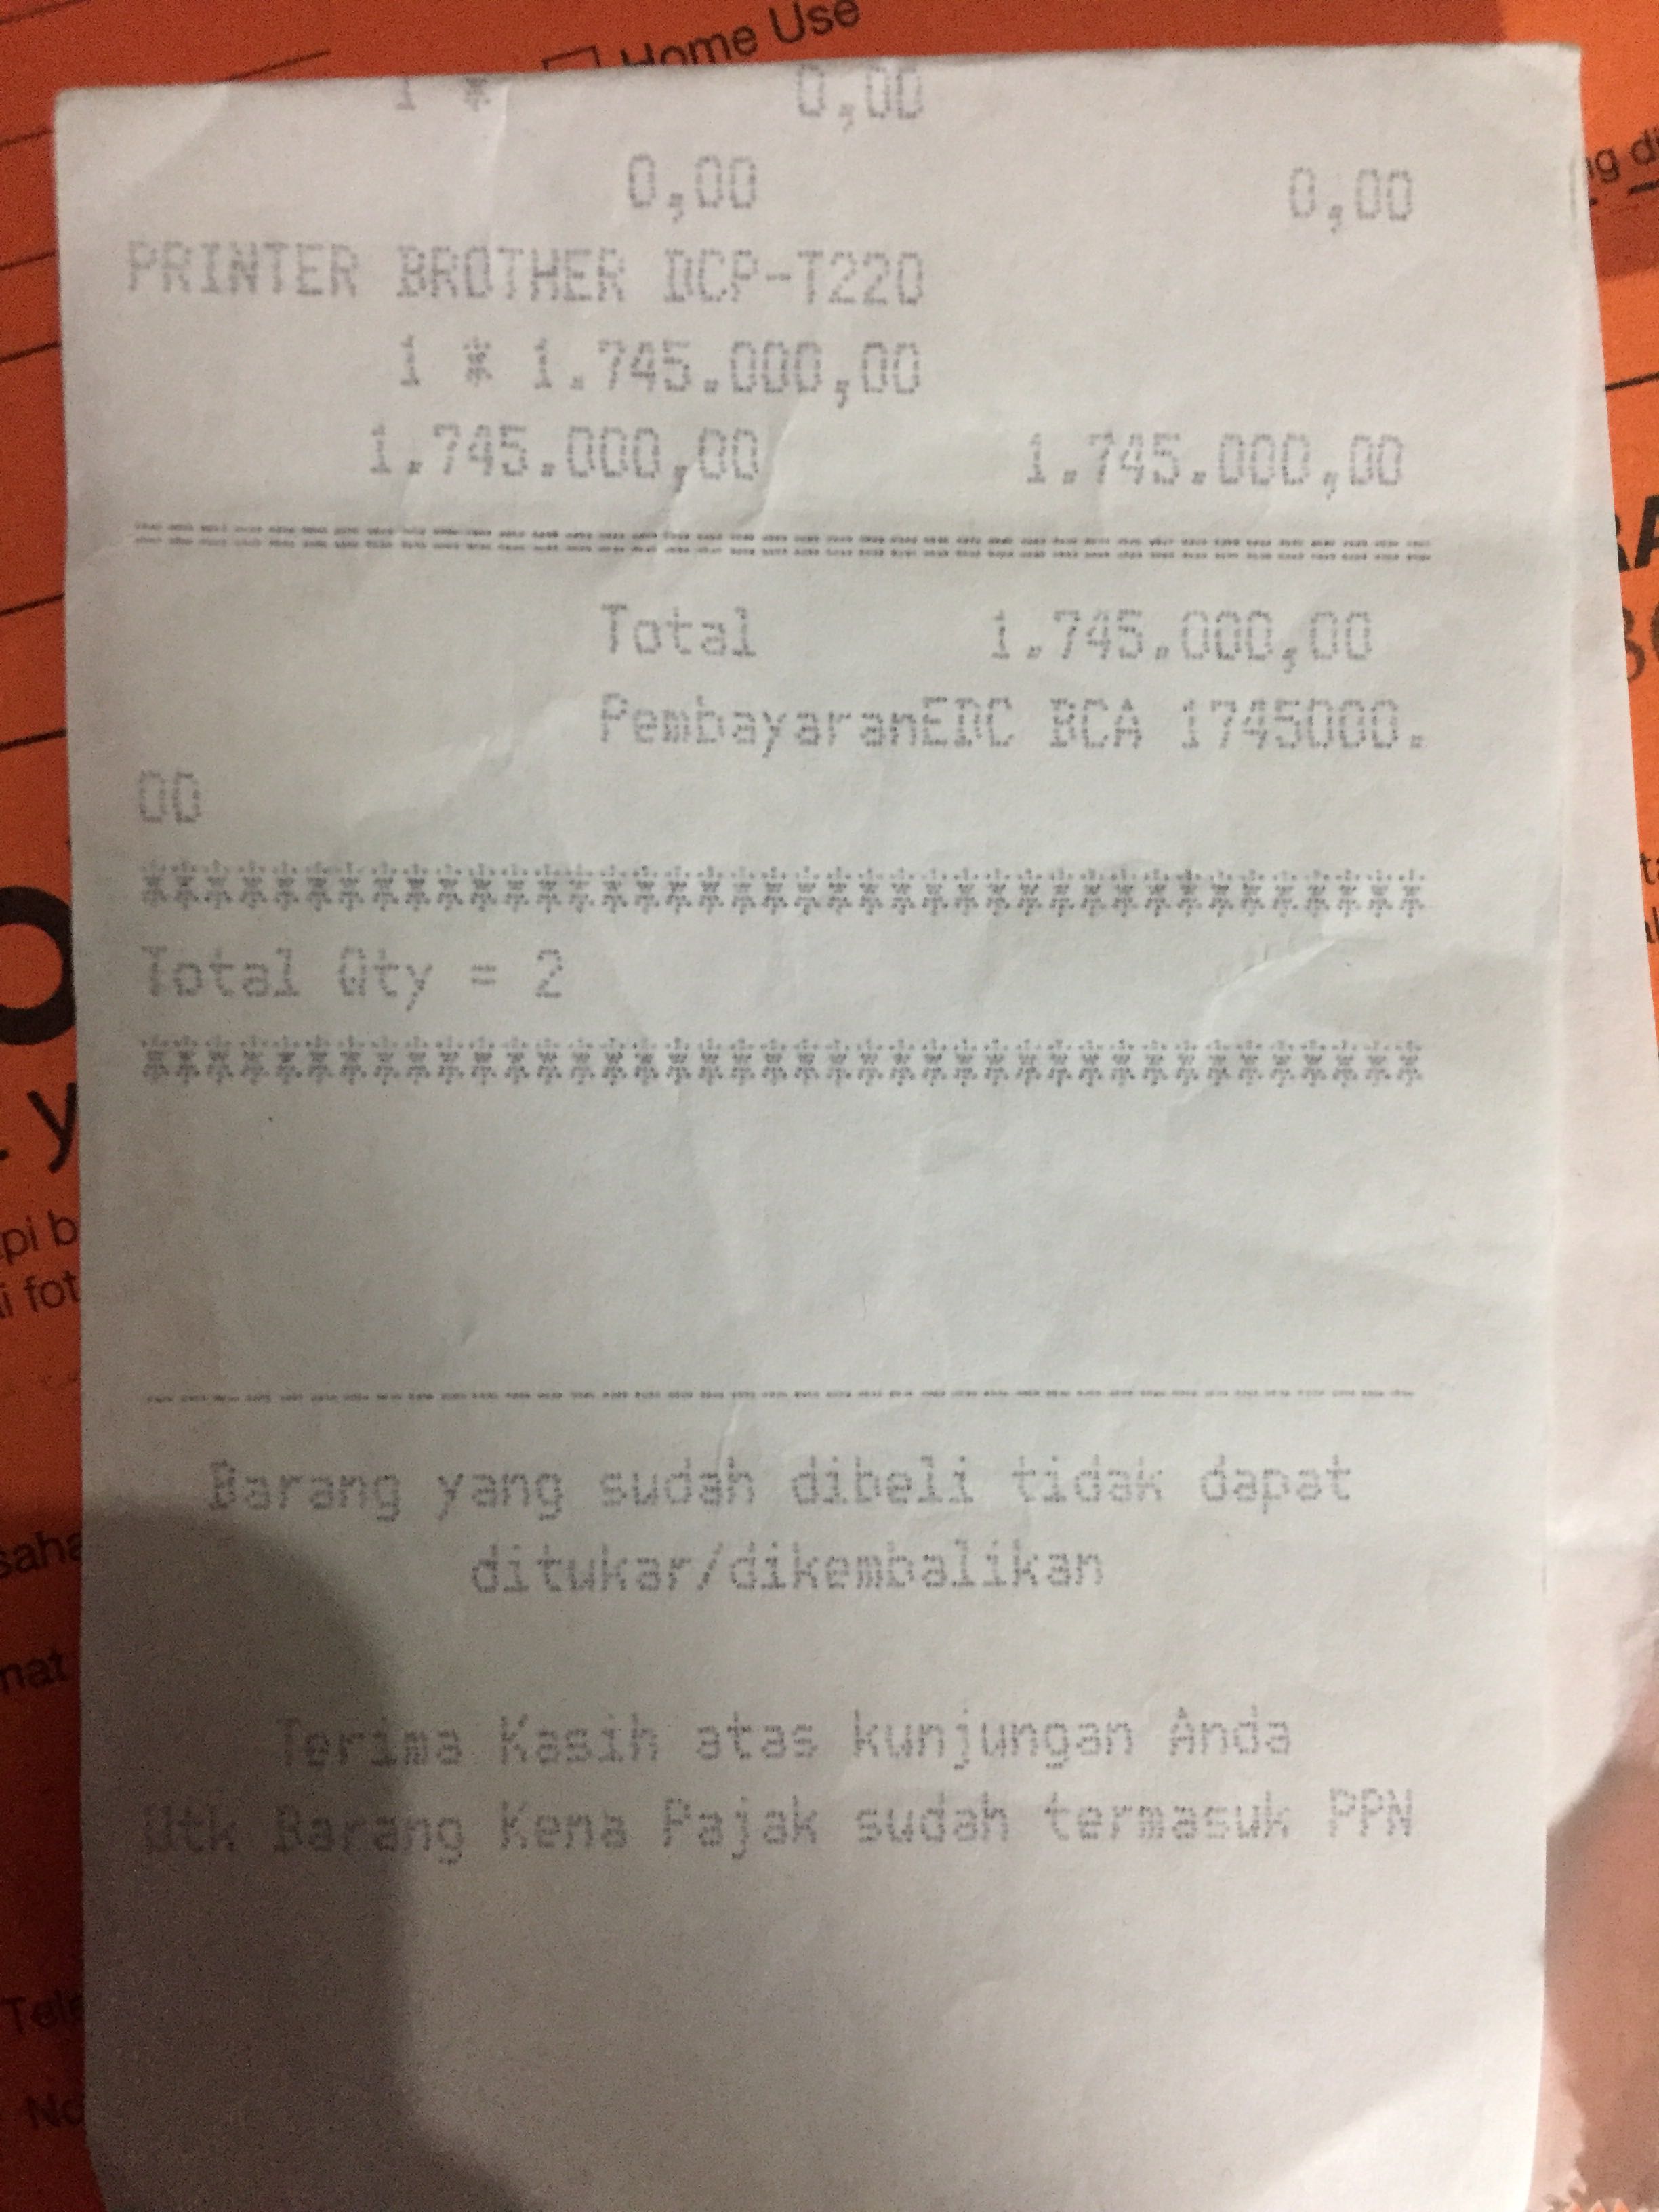 Home Use
1 * 0,00
0,00 0,00
PRINTER BROTHER DCP-T220
1 * 1.745.000,00
1.745.000,00 1.745.000,00
================================================
Total 1.745.000,00
PembayaranEDC BCA 1745000.
00
****************************************
Total Qty = 2
****************************************
----------------------------------------
Barang yang sudah dibeli tidak dapat
ditukar/dikembalikan
Terima Kasih atas kunjungan Anda
Utk Barang Kena Pajak sudah termasuk PPN